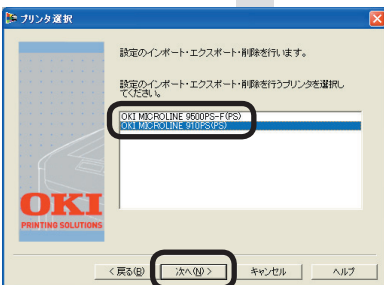 プリンタ選択
設定のインポート・エクスポート・削除を行います。
設定のインポート・エクスポート・削除を行うプリンタを選択し
てください。
OKI MICROLINE 9500PS-F(PS)
OKI MICROLINE 910PS(PS)
OKI
PRINTING SOLUTIONS
< 戻る(B)
次へ(N) >
キャンセル
ヘルプ